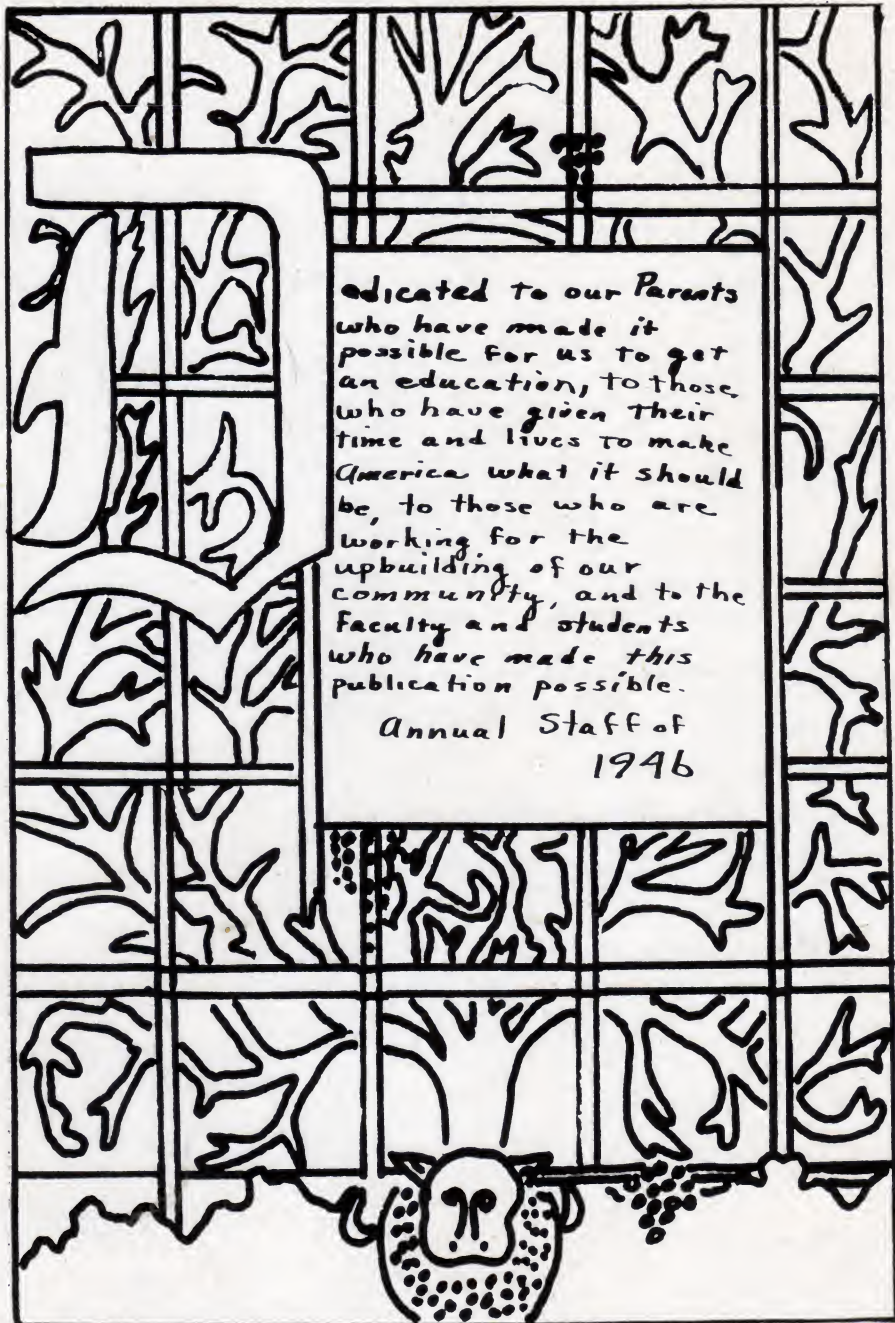 Dedicated to our Parents
who have made it
possible for us to get
an education, to those
who have given their
time and lives to make
America what it should
be, to those who are
working for the
upbuilding of our
community, and to the
Faculty and students
who have made this
publication possible.
Annual Staff of
1946